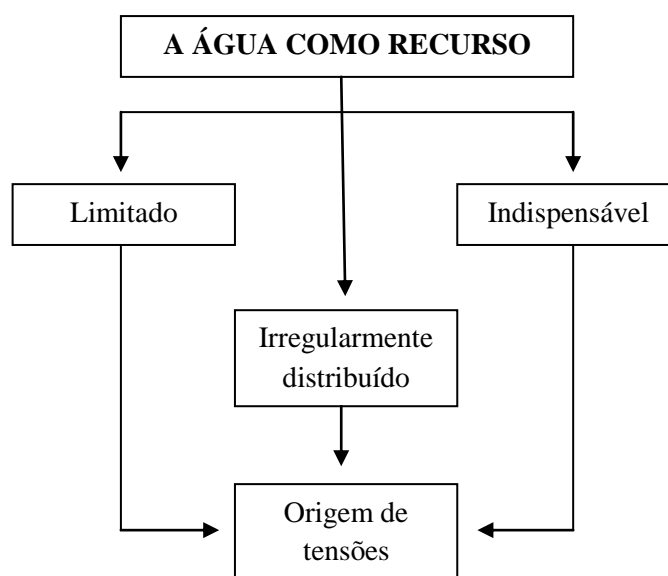 A ÁGUA COMO RECURSO
Limitado
Indispensável
Irregularmente
distribuído
Origem de
tensões